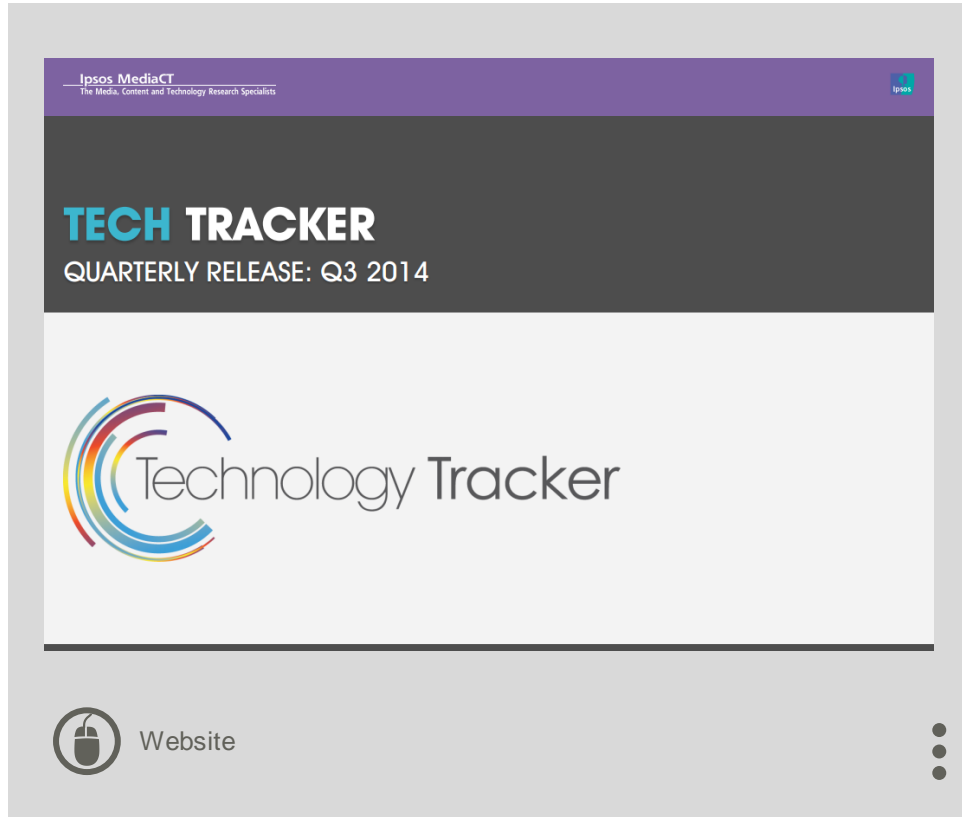 Ipsos MediaCT
The Media, Content and Technology Research Specialists
Ipsos
TECH TRACKER
QUARTERLY RELEASE: Q3 2014
Technology Tracker
Website